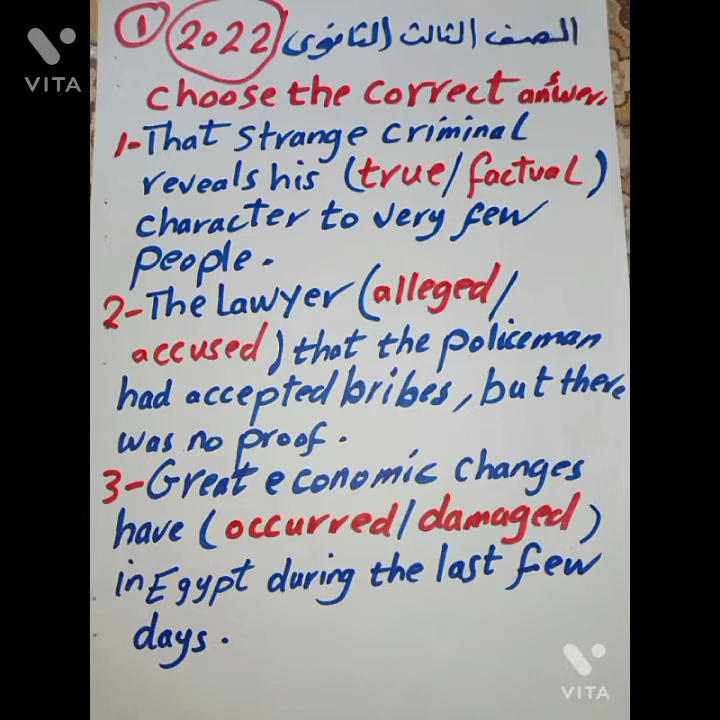 VITA
① 2022 الصف الثالث الثانوى
choose the correct answer.
1-That strange criminal
reveals his (true/factual)
character to very few
people.
2-The Lawyer (alleged/
accused) that the policeman
had accepted bribes, but there
was no proof.
3-Great economic changes
have (occurred/damaged)
in Egypt during the last few
days.
VITA